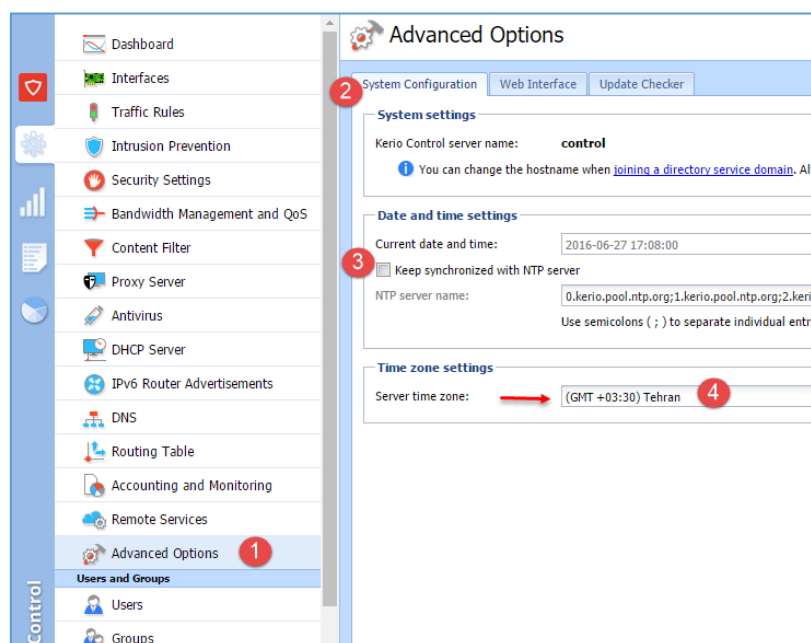 Dashboard
Interfaces
Traffic Rules
Intrusion Prevention
Security Settings
Bandwidth Management and QoS
Content Filter
Proxy Server
Antivirus
DHCP Server
IPv6 Router Advertisements
DNS
Routing Table
Accounting and Monitoring
Remote Services
Advanced Options 1
Users and Groups
Users
Groups
Control
Advanced Options
2 System Configuration Web Interface Update Checker
System settings
Kerio Control server name: control
You can change the hostname when joining a directory service domain. Al
Date and time settings
Current date and time: 2016-06-27 17:08:00
3 Keep synchronized with NTP server
NTP server name: 0.kerio.pool.ntp.org;1.kerio.pool.ntp.org;2.keri
Use semicolons ( ; ) to separate individual entr
Time zone settings
Server time zone: (GMT +03:30) Tehran 4